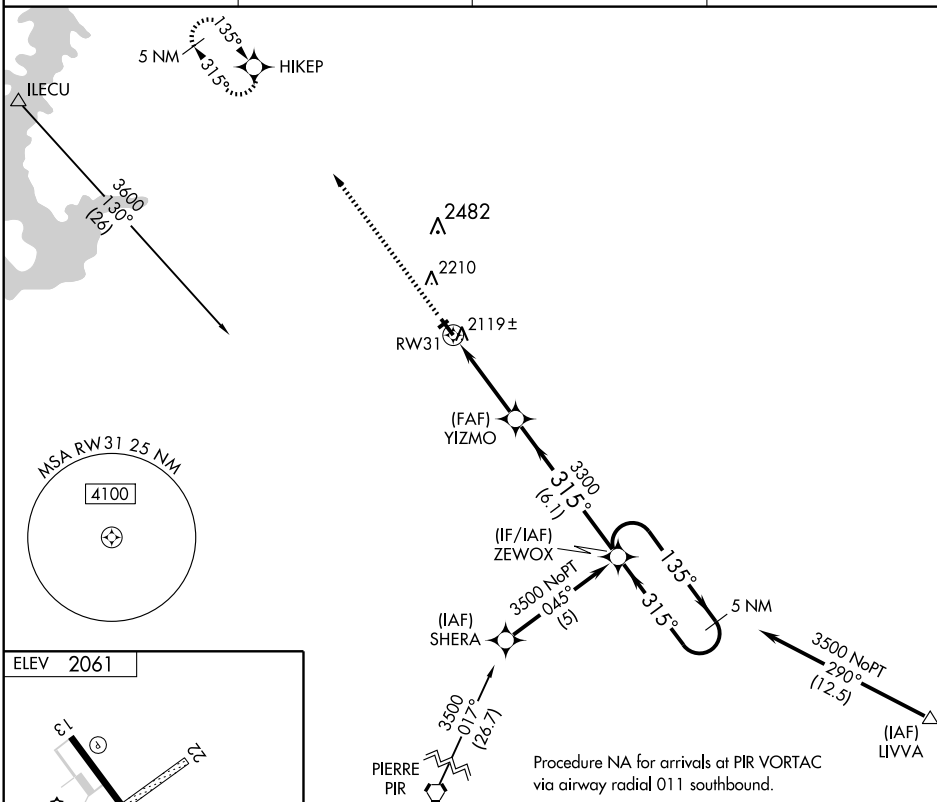 135°
5 NM
315°
HIKEP
ILECU
3600
130°
(26)
2482
2210
2119±
RW31
(FAF)
YIZMO
3300
315°
(6.1)
MSA RW31 25 NM
4100
(IF/IAF)
ZEWOX
135°
315°
5 NM
3500 NoPT
045°
(5)
(IAF)
SHERA
3500 NoPT
290°
(12.5)
(IAF)
LIVVA
3500
017°
(26.7)
PIERRE
PIR
Procedure NA for arrivals at PIR VORTAC
via airway radial 011 southbound.
ELEV 2061
13
P
22